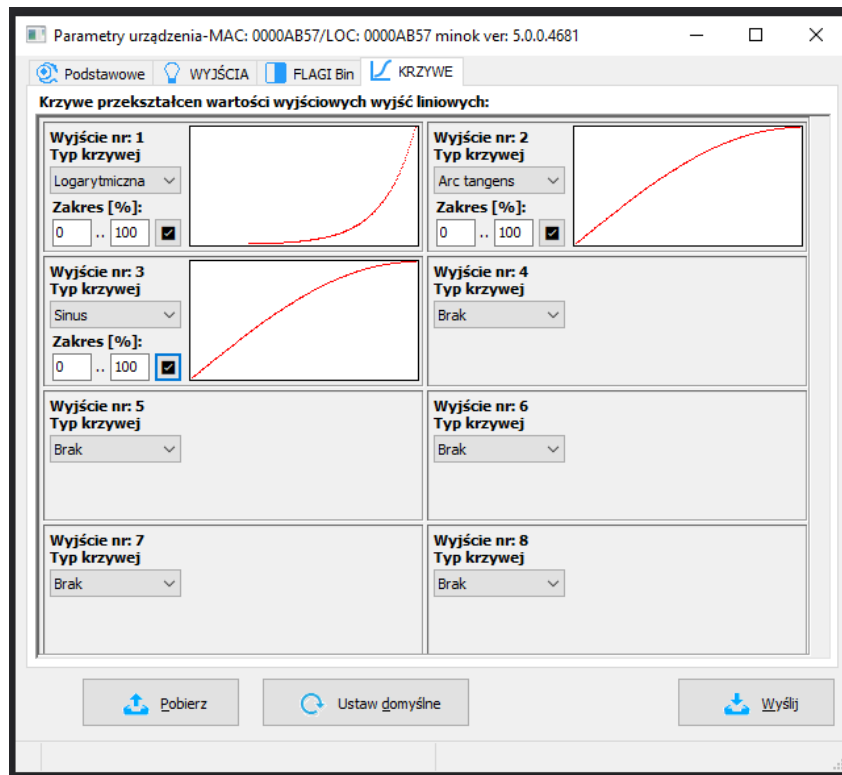 Parametry urządzenia-MAC: 0000AB57/LOC: 0000AB57 minok ver: 5.0.0.4681
Podstawowe WYJŚCIA FLAGI Bin KRZYWE
Krzywe przekształcen wartości wyjściowych wyjść liniowych:
Wyjście nr: 1
Typ krzywej
Logarytmiczna
Zakres [%]:
0 .. 100
Wyjście nr: 2
Typ krzywej
Arc tangens
Zakres [%]:
0 .. 100
Wyjście nr: 3
Typ krzywej
Sinus
Zakres [%]:
0 .. 100
Wyjście nr: 4
Typ krzywej
Brak
Wyjście nr: 5
Typ krzywej
Brak
Wyjście nr: 6
Typ krzywej
Brak
Wyjście nr: 7
Typ krzywej
Brak
Wyjście nr: 8
Typ krzywej
Brak
Pobierz Ustaw domyślne Wyślij